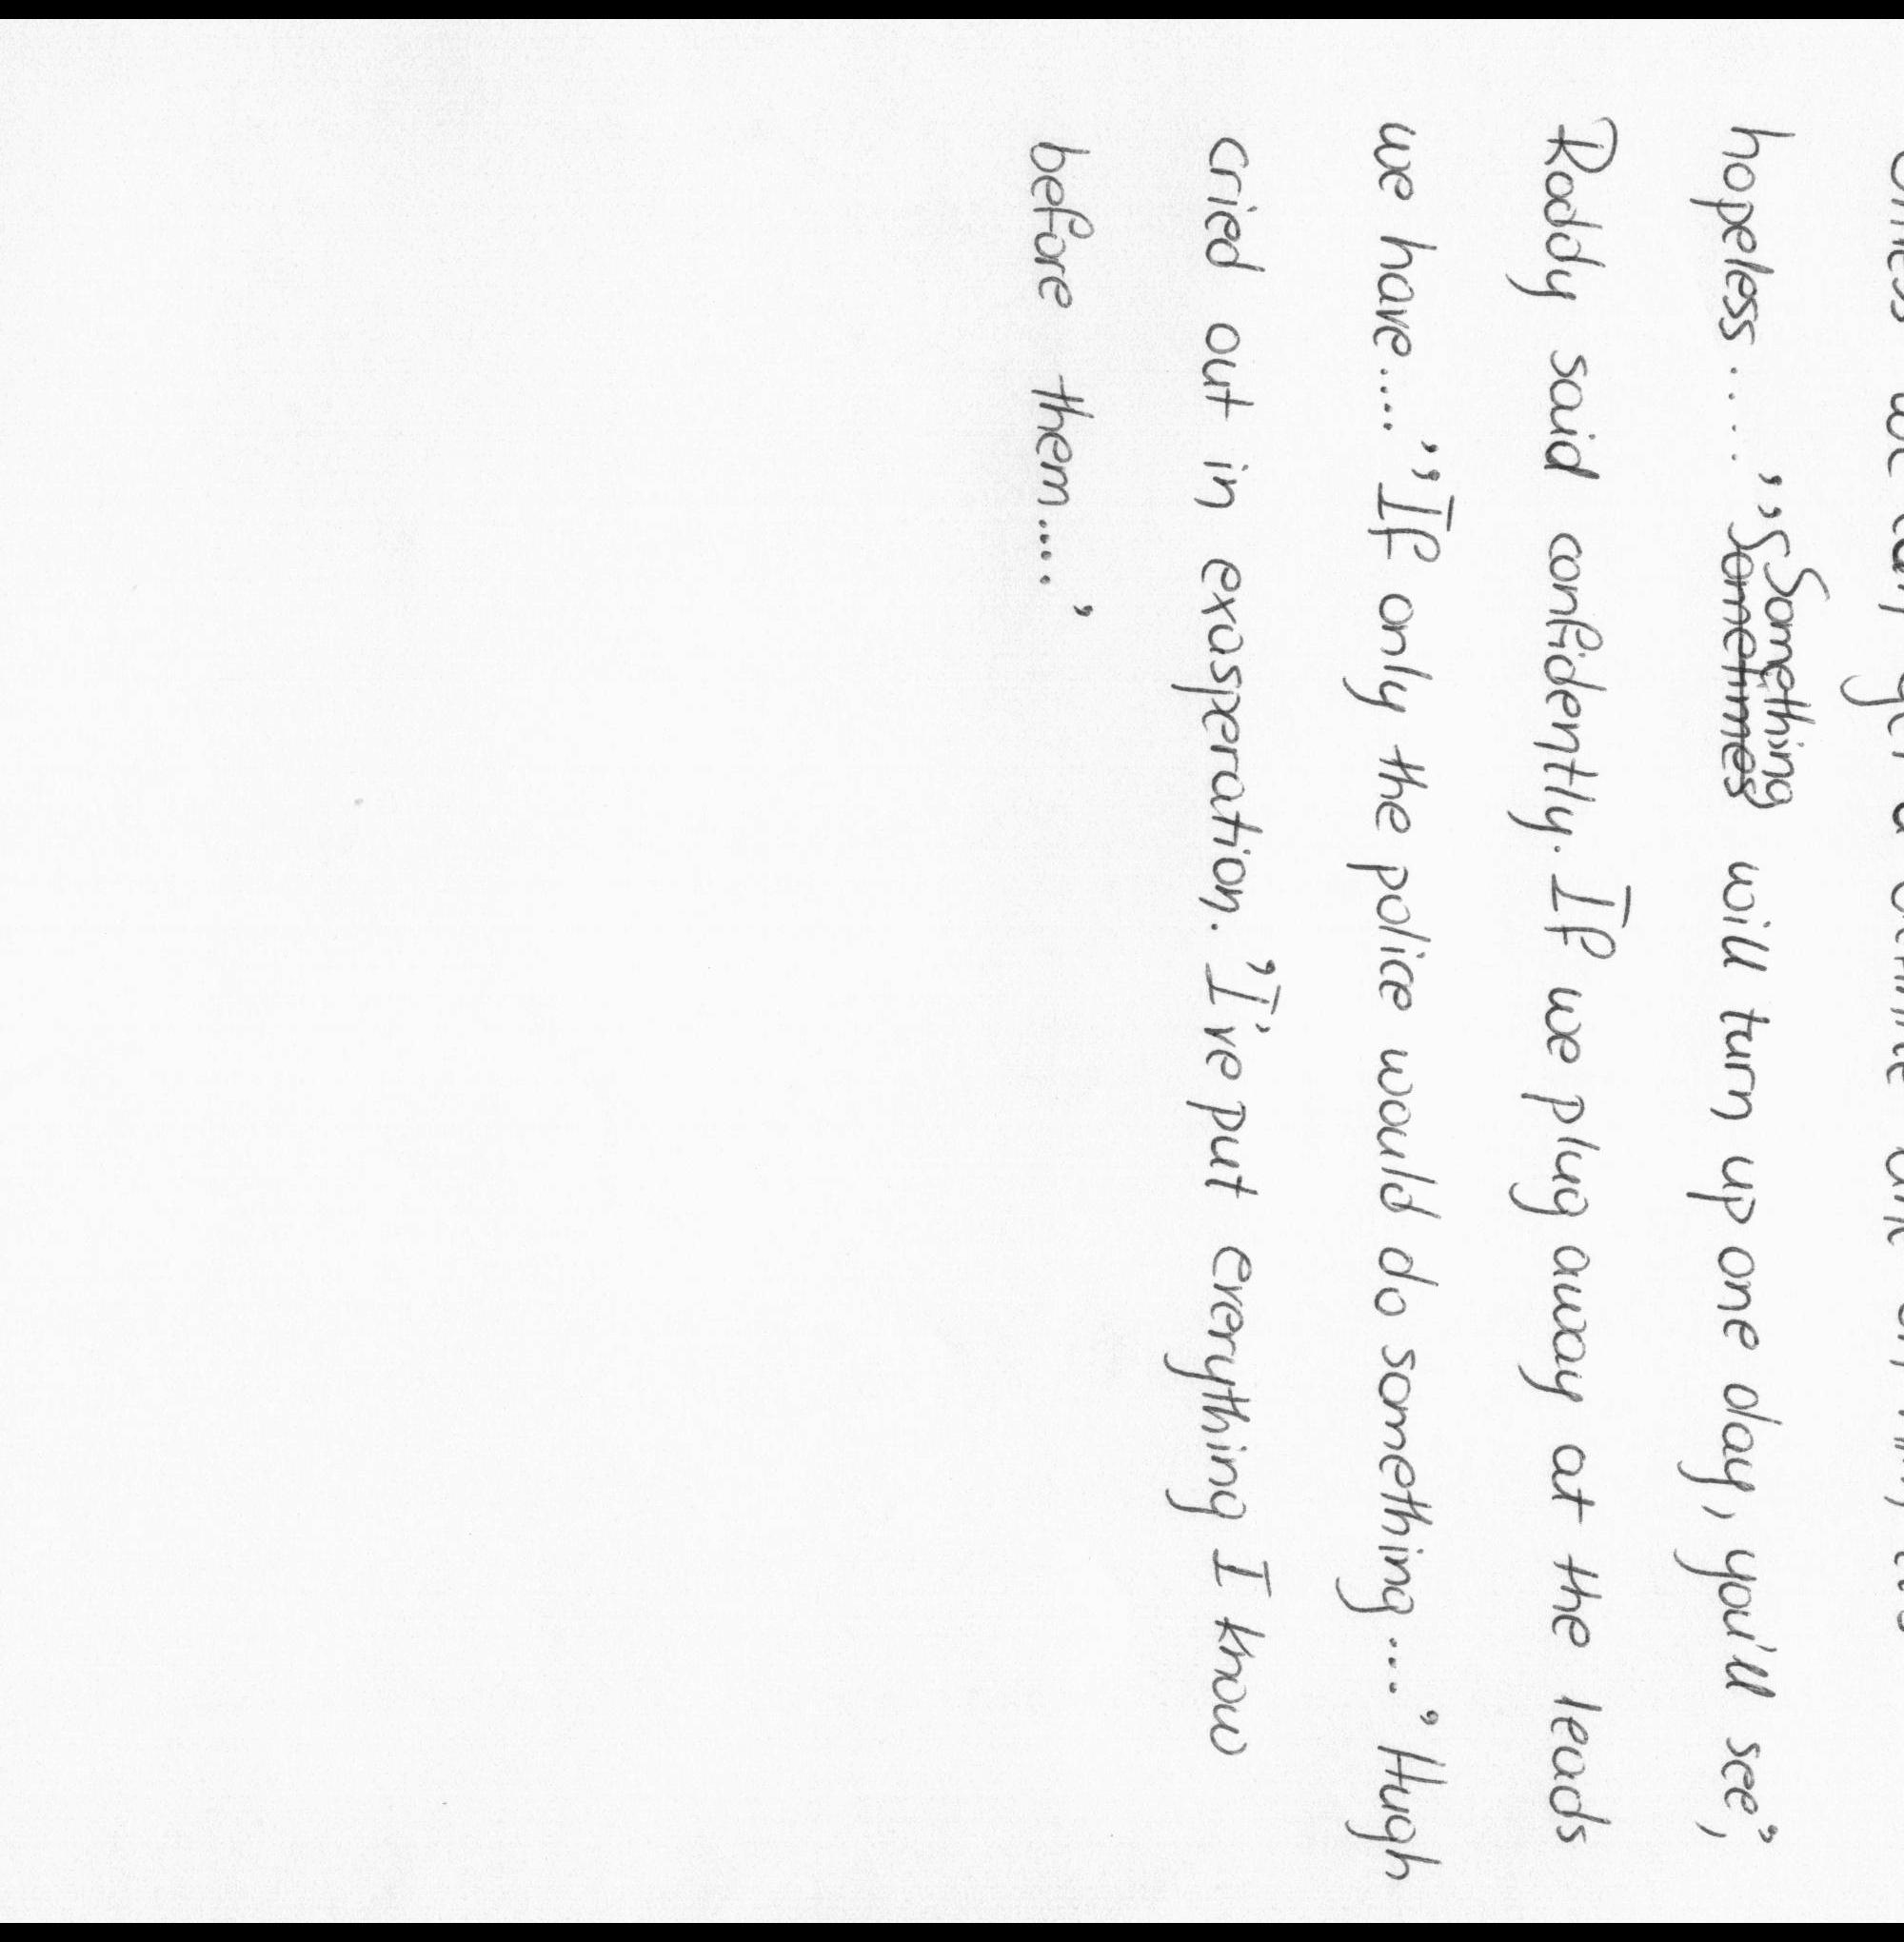 hopeless....' 'Something will turn up one day, you'll see',
Roddy said confidently. If we plug away at the leads
we have....' 'If only the police would do something....' Hugh
cried out in exasperation. 'I've put everything I know
before them....'